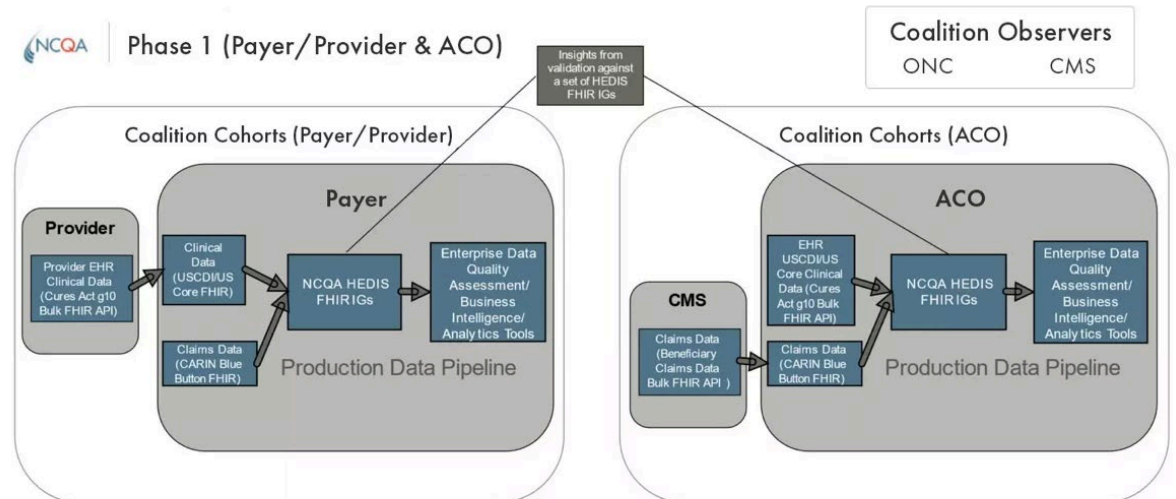 NCQA
Phase 1 (Payer/Provider & ACO)
Insights from
validation against
a set of HEDIS
FHIR IGs
Coalition Observers
ONC CMS
Coalition Cohorts (Payer/Provider)
Payer
Provider
Provider EHR
Clinical Data
(Cures Act g10
Bulk FHIR API)
Clinical
Data
(USCDI/US
Core FHIR)
NCQA HEDIS
FHIR IGs
Enterprise Data
Quality
Assessment/
Business
Intelligence/
Analytics Tools
Claims Data
(CARIN Blue
Button FHIR)
Production Data Pipeline
Coalition Cohorts (ACO)
ACO
EHR
USCDI/US
Core Clinical
Data (Cures
Act g10 Bulk
FHIR API)
NCQA HEDIS
FHIR IGs
Enterprise Data
Quality
Assessment/
Business
Intelligence/
Analytics Tools
CMS
Claims Data
(Beneficiary
Claims Data
Bulk FHIR API )
Claims Data
(CARIN Blue
Button FHIR)
Production Data Pipeline